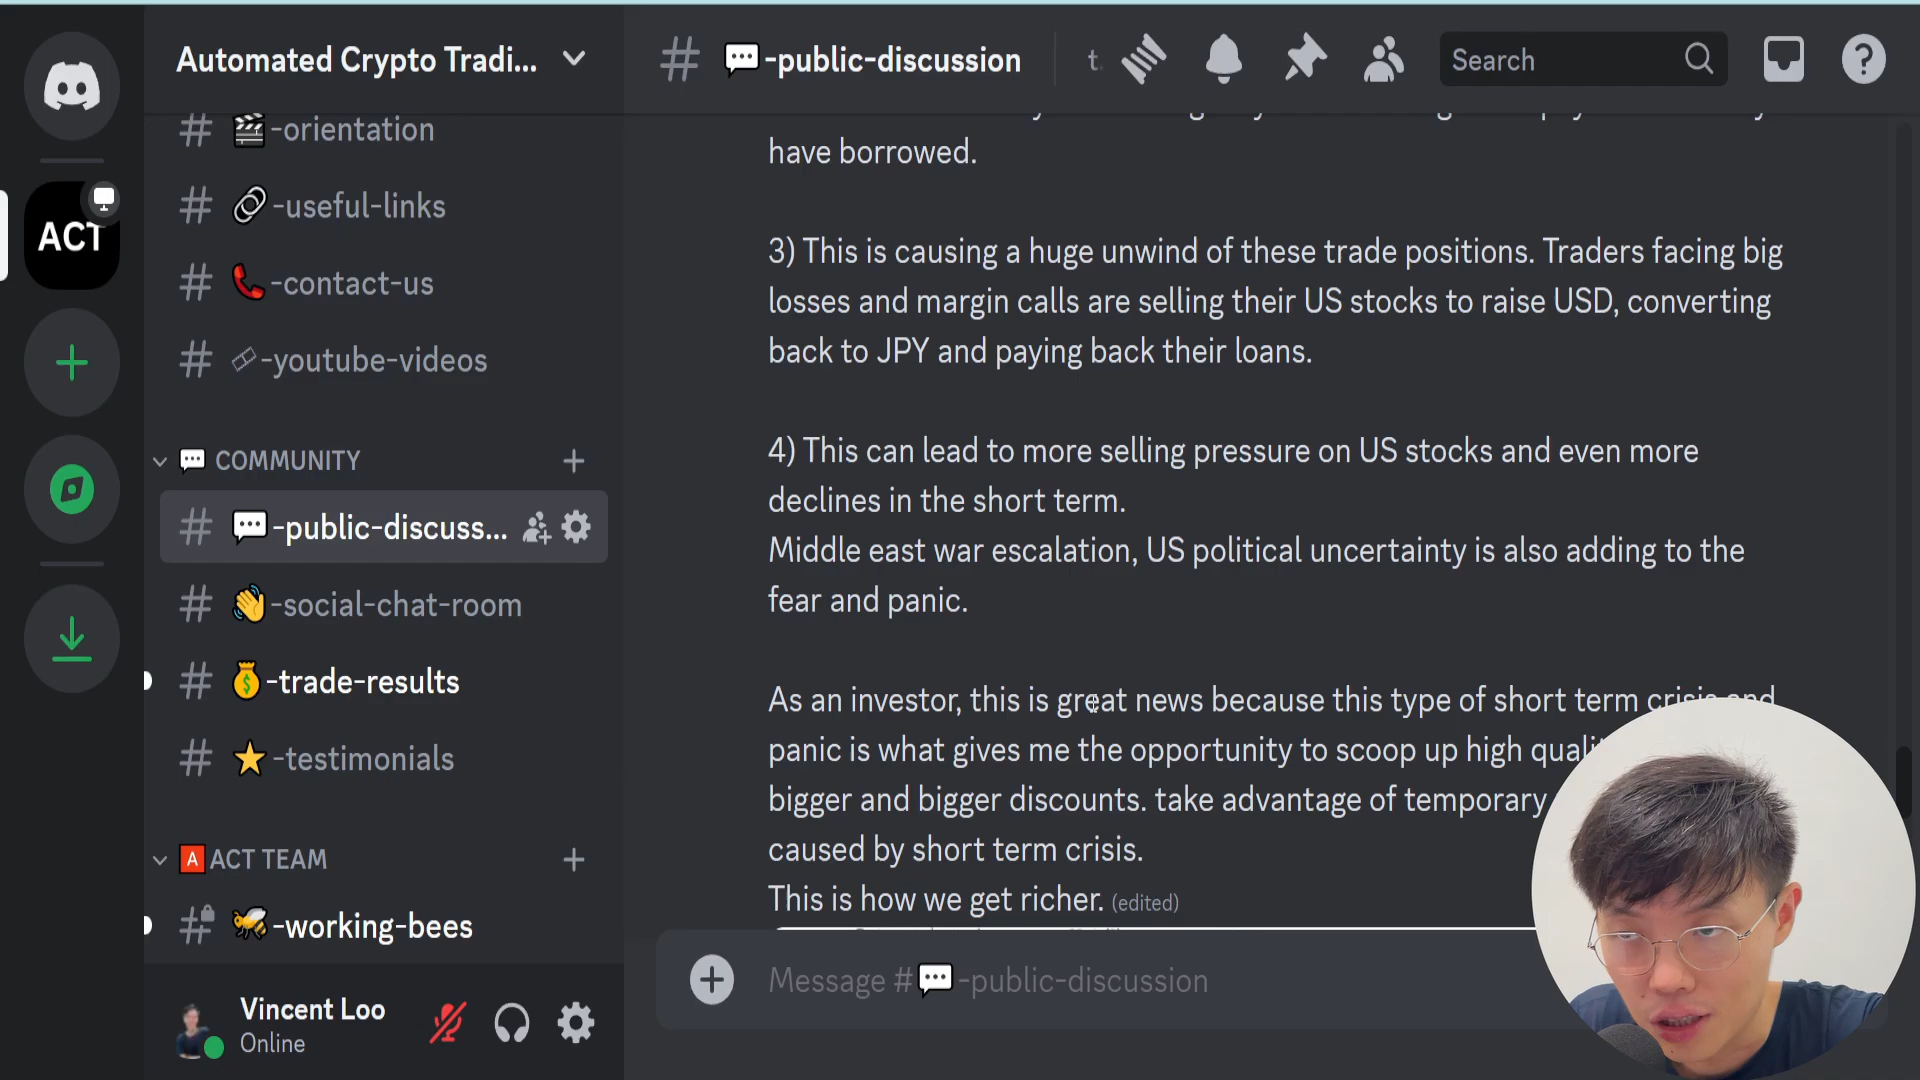 Automated Crypto Tradi...
-public-discussion
t.
Search
ACT
-orientation
-useful-links
-contact-us
-youtube-videos
COMMUNITY
-public-discuss...
-social-chat-room
-trade-results
-testimonials
A ACT TEAM
-working-bees
Vincent Loo
Online
have borrowed.
3) This is causing a huge unwind of these trade positions. Traders facing big
losses and margin calls are selling their US stocks to raise USD, converting
back to JPY and paying back their loans.
4) This can lead to more selling pressure on US stocks and even more
declines in the short term.
Middle east war escalation, US political uncertainty is also adding to the
fear and panic.
As an investor, this is great news because this type of short term crisis and
panic is what gives me the opportunity to scoop up high
bigger and bigger discounts. take advantage of temporary
caused by short term crisis.
This is how we get richer. (edited)
Message # -public-discussion